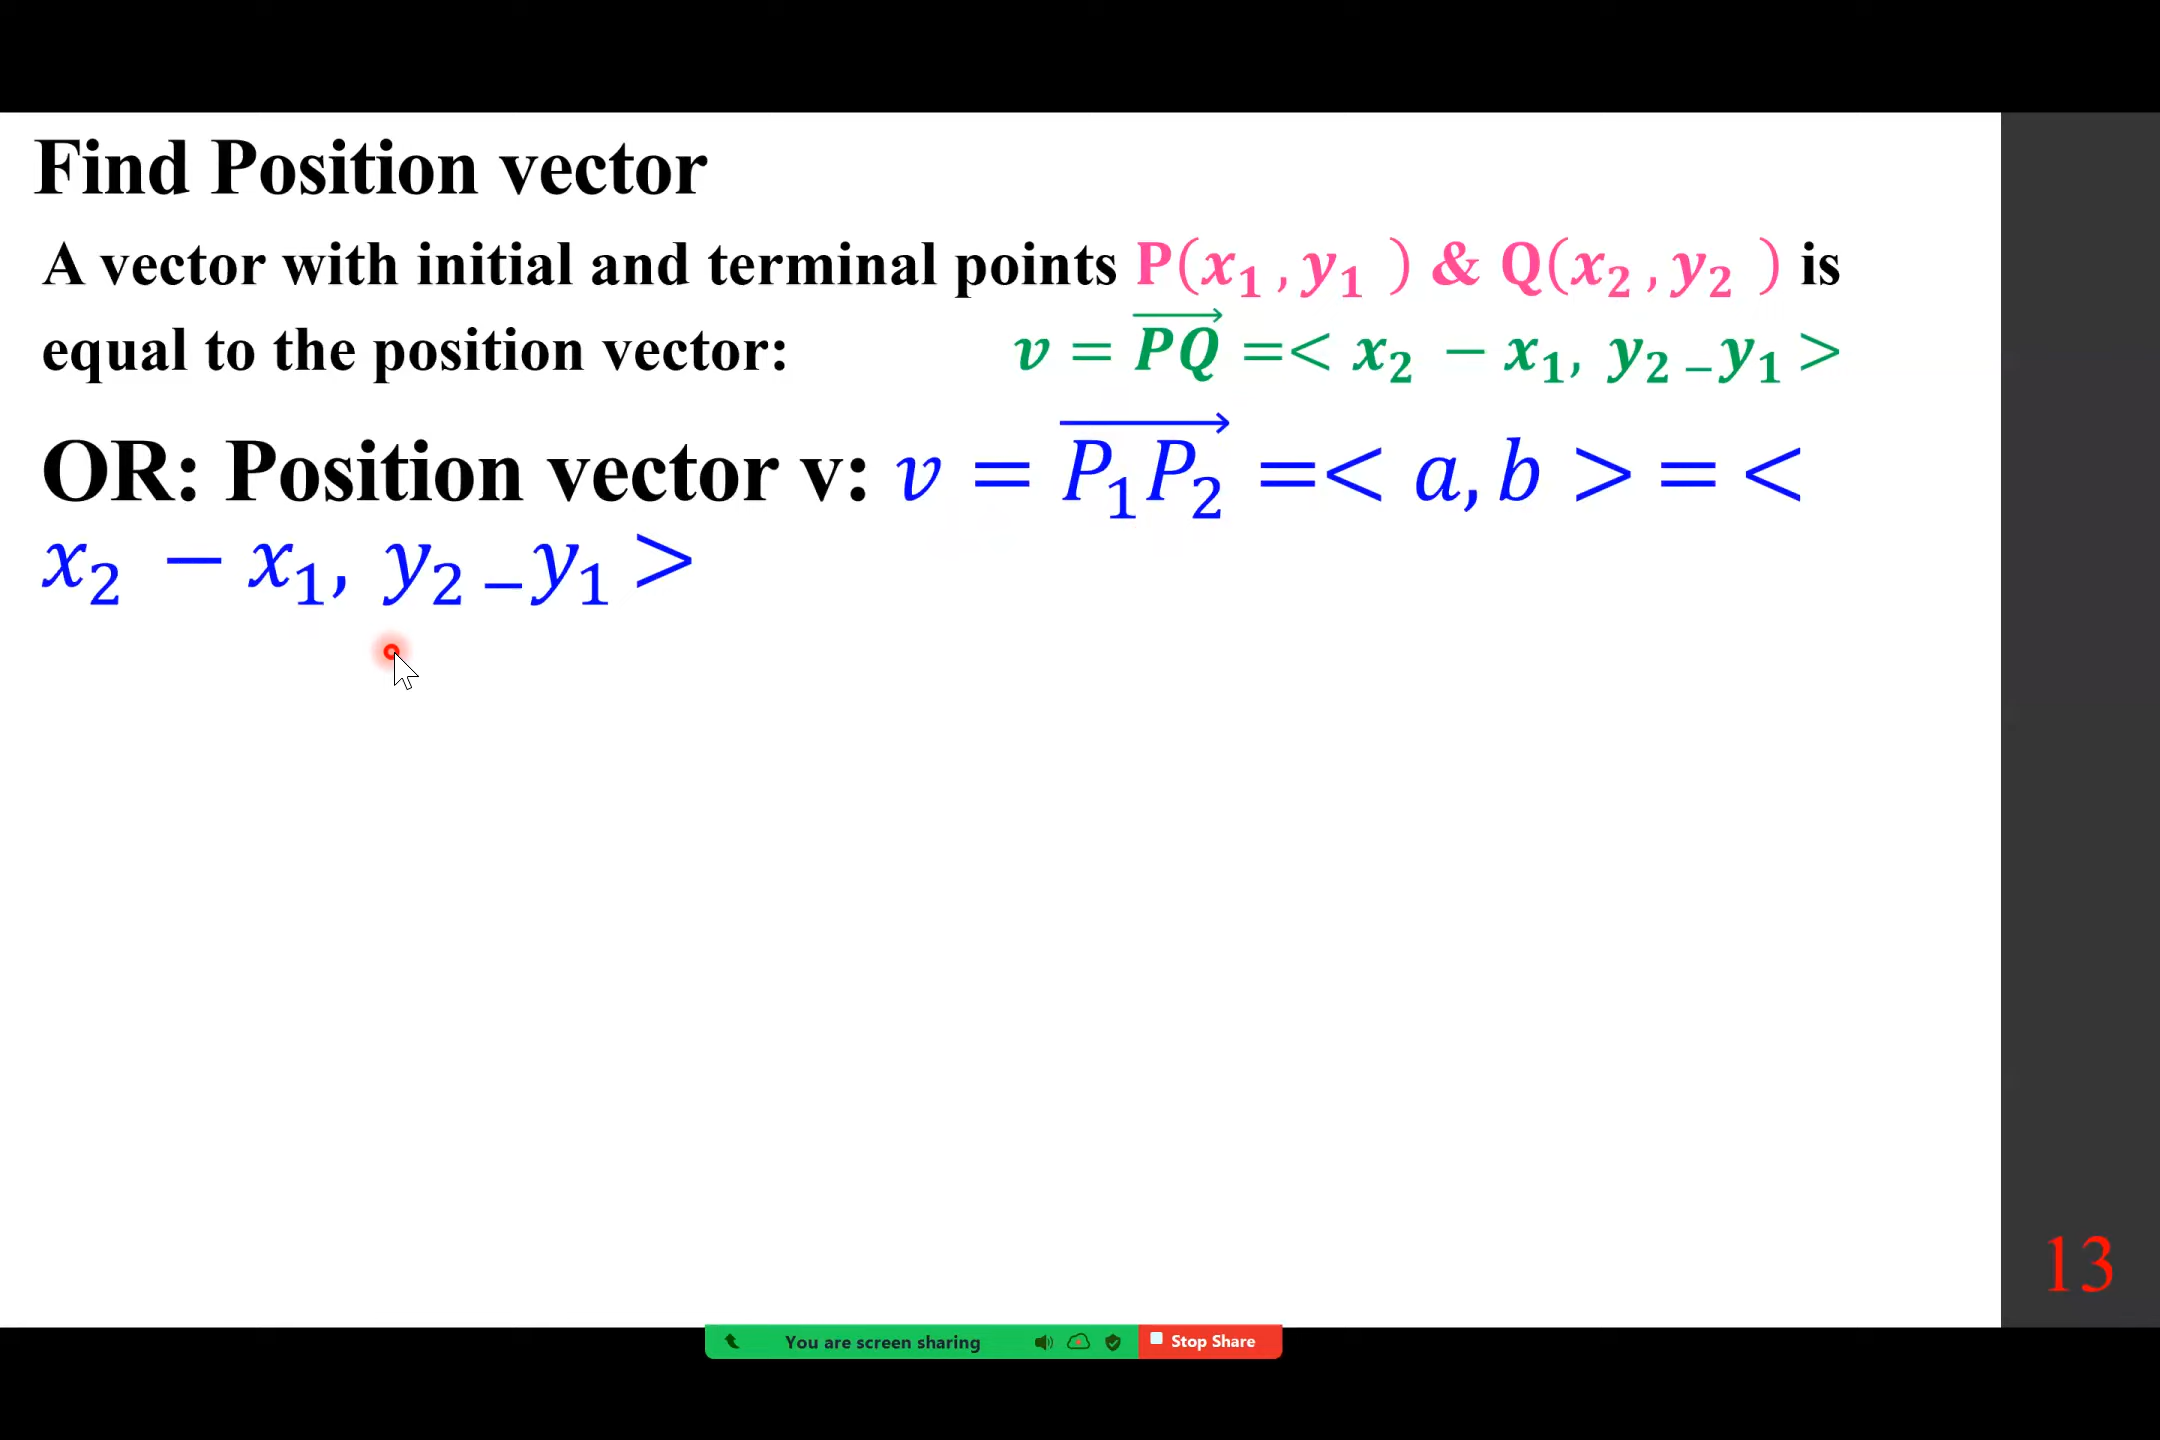 Find Position vector
A vector with initial and terminal points P(x₁ , y₁ ) & Q(x₂ , y₂ ) is
equal to the position vector: v = \overrightarrow{PQ} =< x₂ − x₁, y₂ ₋ y₁ >
OR: Position vector v: v = \overrightarrow{P₁P₂} =< a, b > = <
x₂ − x₁, y₂ ₋ y₁ >
13
You are screen sharing Stop Share